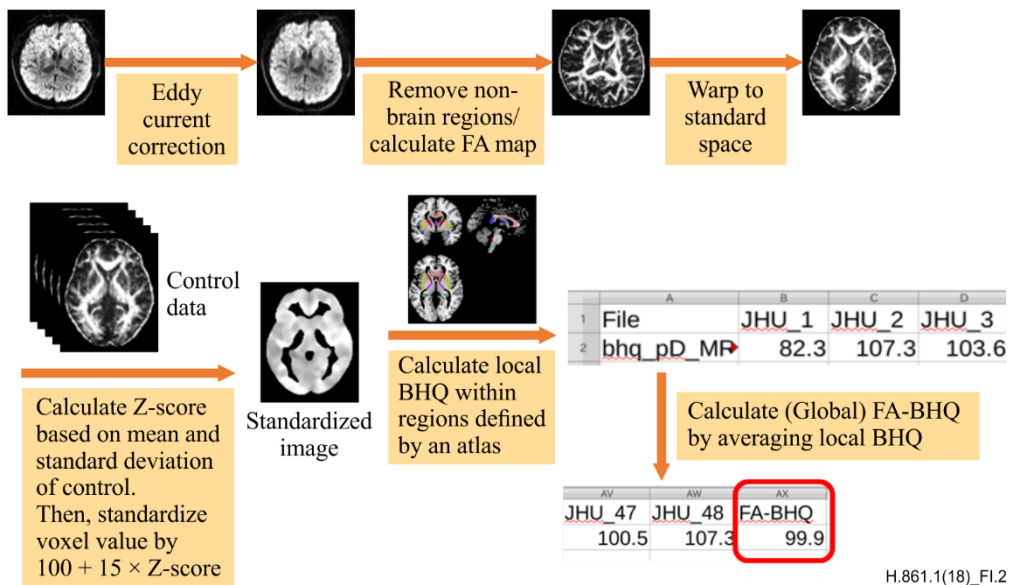 Eddy
current
correction
Remove non-
brain regions/
calculate FA map
Warp to
standard
space
Control
data
Calculate Z-score
based on mean and
standard deviation
of control.
Then, standardize
voxel value by
100 + 15 × Z-score
Standardized
image
Calculate local
BHQ within
regions defined
by an atlas
A B C D
1 File JHU_1 JHU_2 JHU_3
2 bhq_pD_MR 82.3 107.3 103.6
Calculate (Global) FA-BHQ
by averaging local BHQ
AV AW AX
JHU_47 JHU_48 FA-BHQ
100.5 107.3 99.9
H.861.1(18)_FI.2